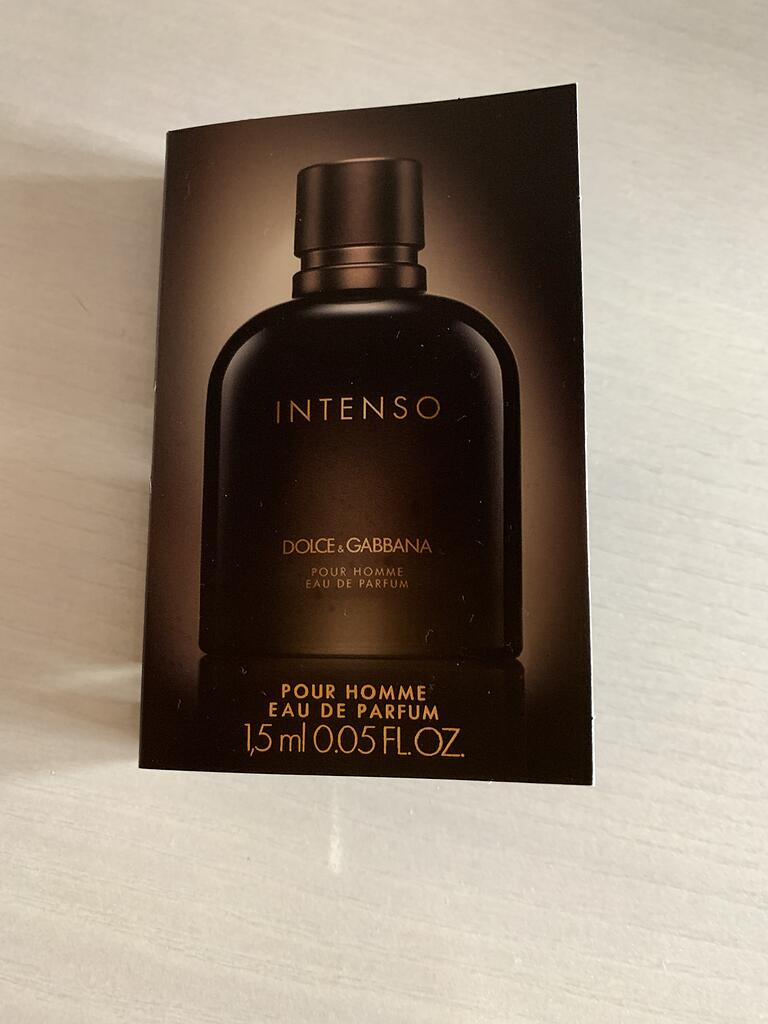 INTENSO
DOLCE & GABBANA
POUR HOMME
EAU DE PARFUM
POUR HOMME
EAU DE PARFUM
1,5 ml 0.05 FL. OZ.